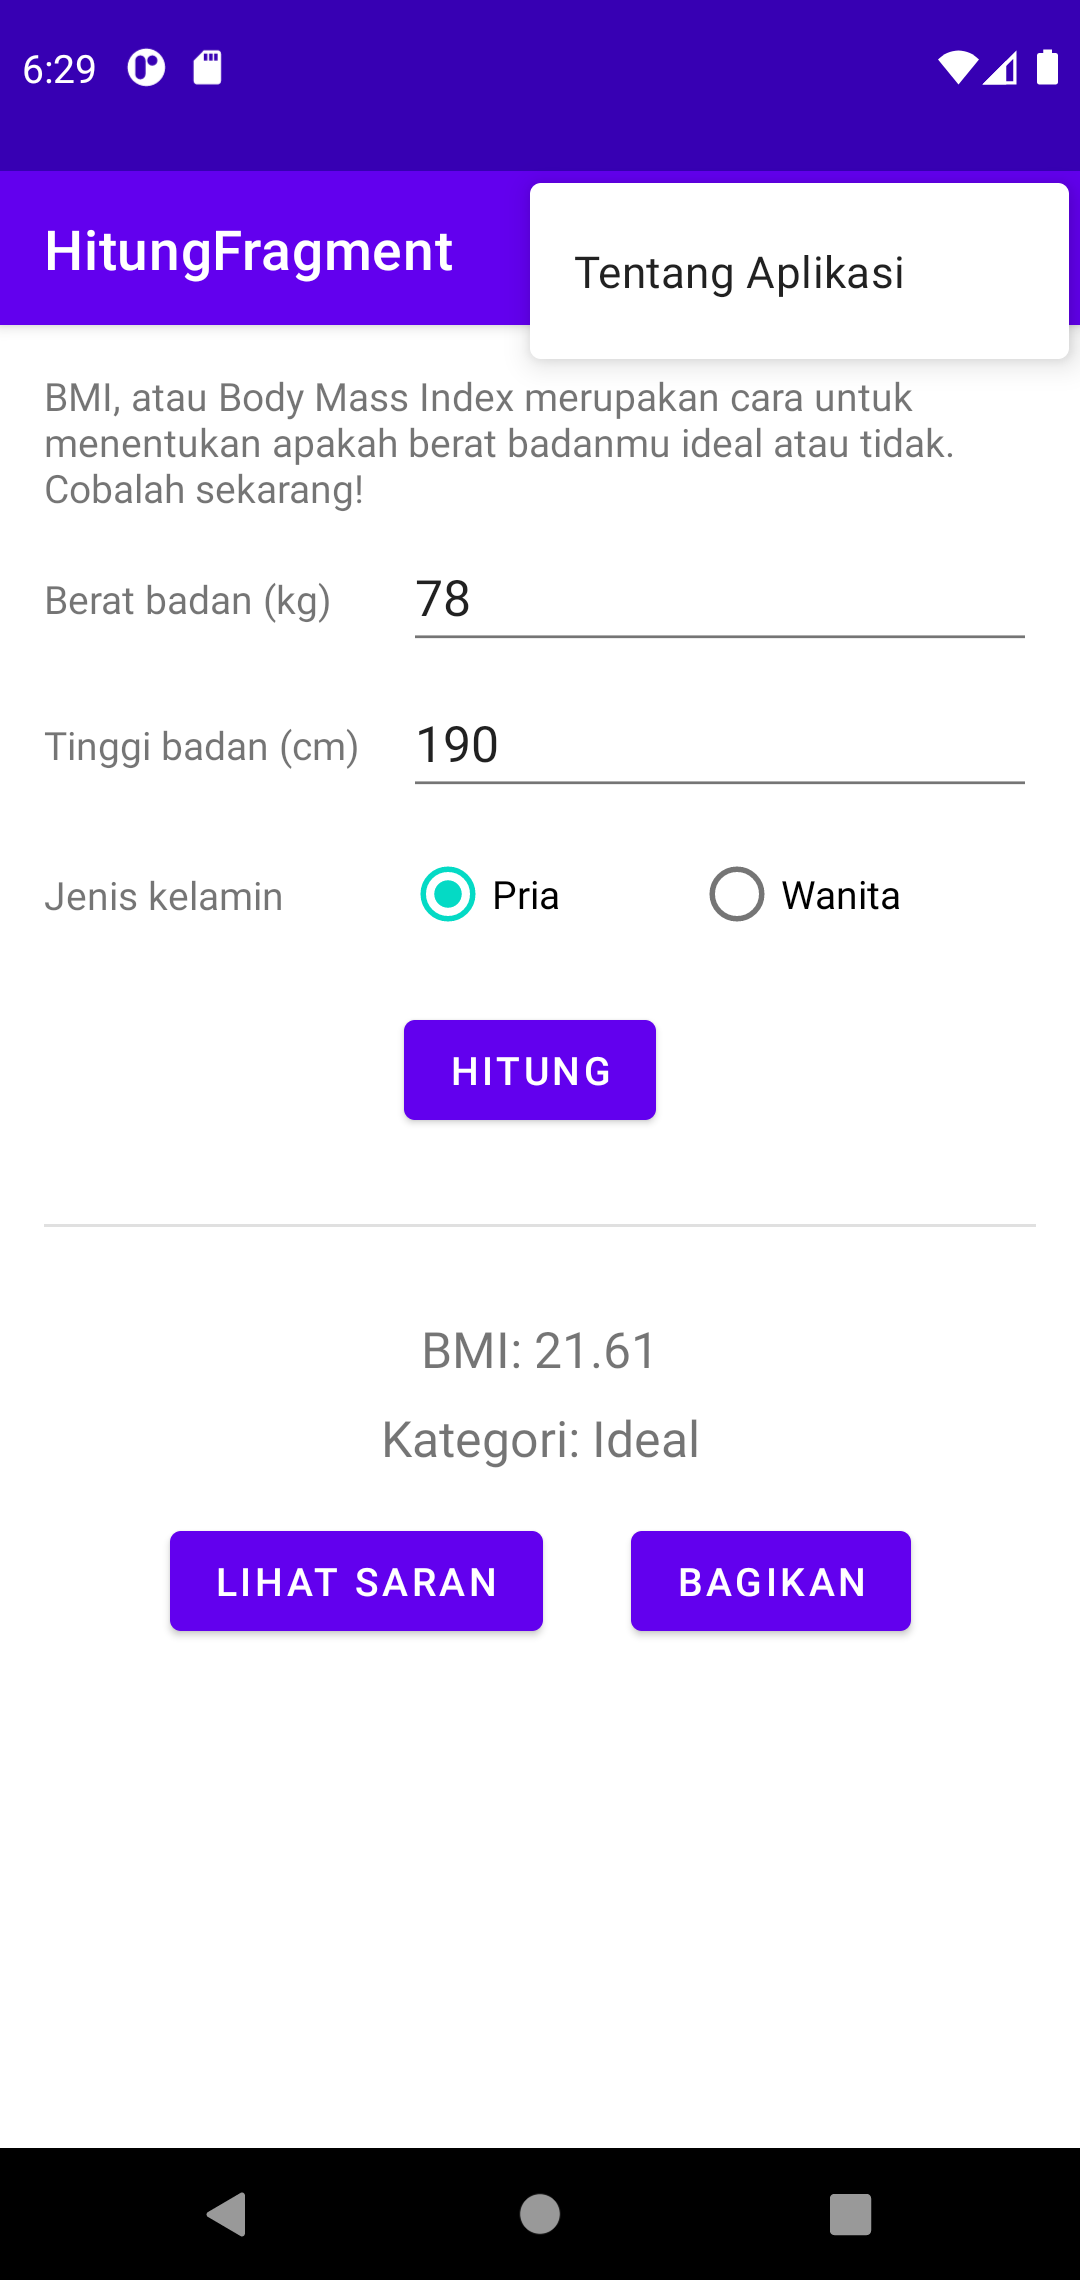 6:29
HitungFragment
Tentang Aplikasi
BMI, atau Body Mass Index merupakan cara untuk
menentukan apakah berat badanmu ideal atau tidak.
Cobalah sekarang!
Berat badan (kg) 78
Tinggi badan (cm) 190
Jenis kelamin Pria Wanita
HITUNG
BMI: 21.61
Kategori: Ideal
LIHAT SARAN BAGIKAN